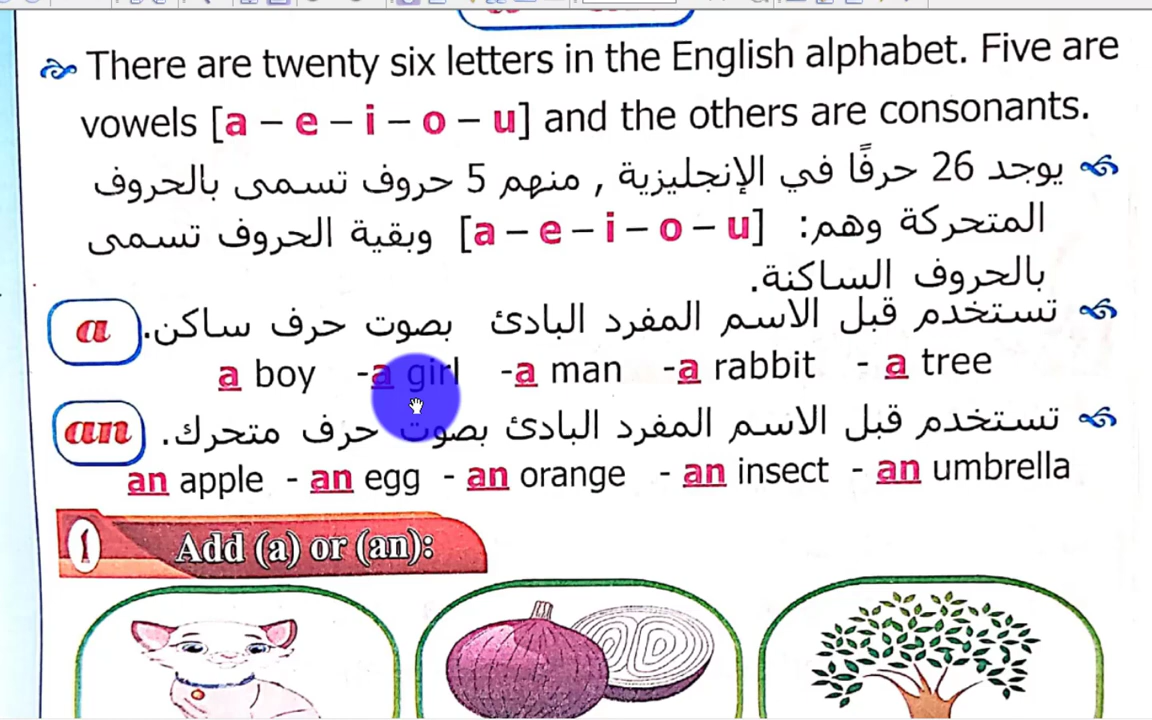 There are twenty six letters in the English alphabet. Five are
vowels [a – e – i – o – u] and the others are consonants.
يوجد 26 حرفًا في الإنجليزية , منهم 5 حروف تسمى بالحروف
المتحركة وهم: [a – e – i – o – u] وبقية الحروف تسمى
بالحروف الساكنة.
a تستخدم قبل الاسم المفرد البادئ بصوت حرف ساكن.
a boy -a girl -a man -a rabbit - a tree
an تستخدم قبل الاسم المفرد البادئ بصوت حرف متحرك.
an apple - an egg - an orange - an insect - an umbrella
1 Add (a) or (an):